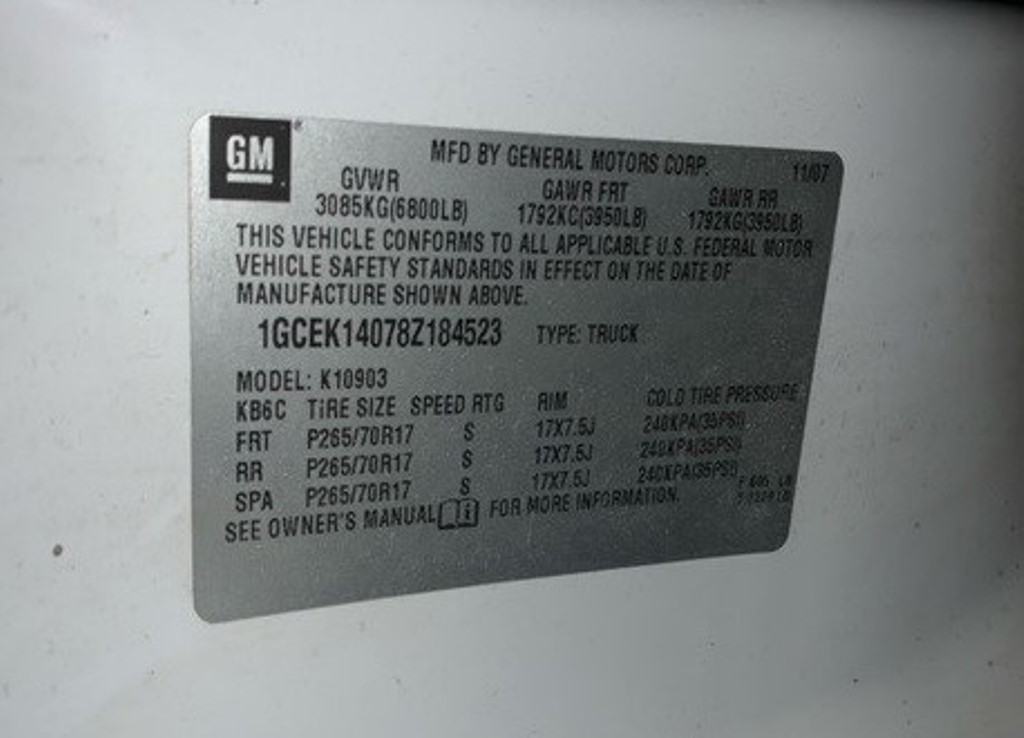 GM
MFD BY GENERAL MOTORS CORP. 11/07
GVWR GAWR FRT GAWR RR
3085KG(6800LB) 1792KG(3950LB) 1792KG(3950LB)
THIS VEHICLE CONFORMS TO ALL APPLICABLE U.S. FEDERAL MOTOR
VEHICLE SAFETY STANDARDS IN EFFECT ON THE DATE OF
MANUFACTURE SHOWN ABOVE.
1GCEK14078Z184523 TYPE: TRUCK
MODEL: K10903
KB6C TIRE SIZE SPEED RTG RIM COLD TIRE PRESSURE
FRT P265/70R17 S 17X7.5J 240KPA(35PSI)
RR P265/70R17 S 17X7.5J 240KPA(35PSI)
SPA P265/70R17 S 17X7.5J 240KPA(35PSI)
SEE OWNER'S MANUAL FOR MORE INFORMATION.